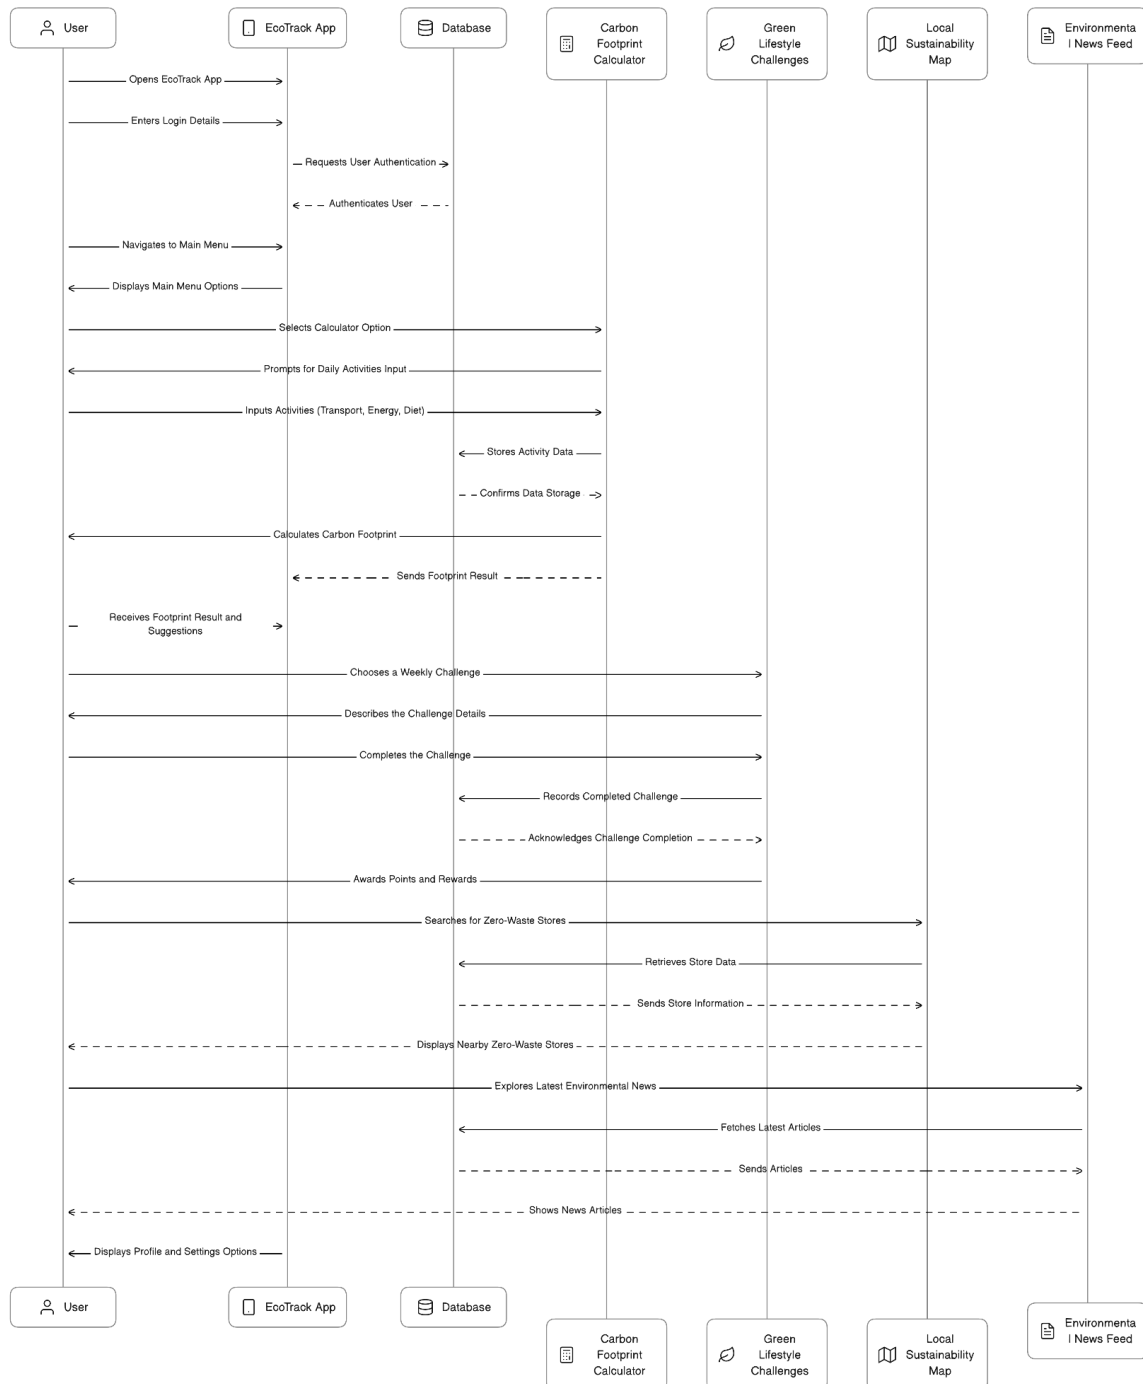 User
EcoTrack App
Database
Carbon
Footprint
Calculator
Green
Lifestyle
Challenges
Local
Sustainability
Map
Environmenta
l News Feed
Opens EcoTrack App
Enters Login Details
Requests User Authentication
Authenticates User
Navigates to Main Menu
Displays Main Menu Options
Selects Calculator Option
Prompts for Daily Activities Input
Inputs Activities (Transport, Energy, Diet)
Stores Activity Data
Confirms Data Storage
Calculates Carbon Footprint
Sends Footprint Result
Receives Footprint Result and
Suggestions
Chooses a Weekly Challenge
Describes the Challenge Details
Completes the Challenge
Records Completed Challenge
Acknowledges Challenge Completion
Awards Points and Rewards
Searches for Zero-Waste Stores
Retrieves Store Data
Sends Store Information
Displays Nearby Zero-Waste Stores
Explores Latest Environmental News
Fetches Latest Articles
Sends Articles
Shows News Articles
Displays Profile and Settings Options
User
EcoTrack App
Database
Carbon
Footprint
Calculator
Green
Lifestyle
Challenges
Local
Sustainability
Map
Environmenta
l News Feed